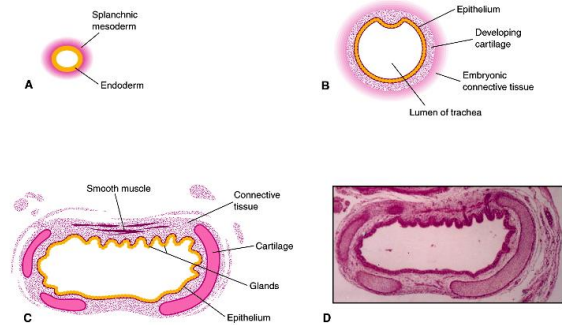 Splanchnic
mesoderm
Endoderm
A
Epithelium
Developing
cartilage
Embryonic
connective tissue
Lumen of trachea
B
Smooth muscle
Connective
tissue
Cartilage
Glands
Epithelium
C
D